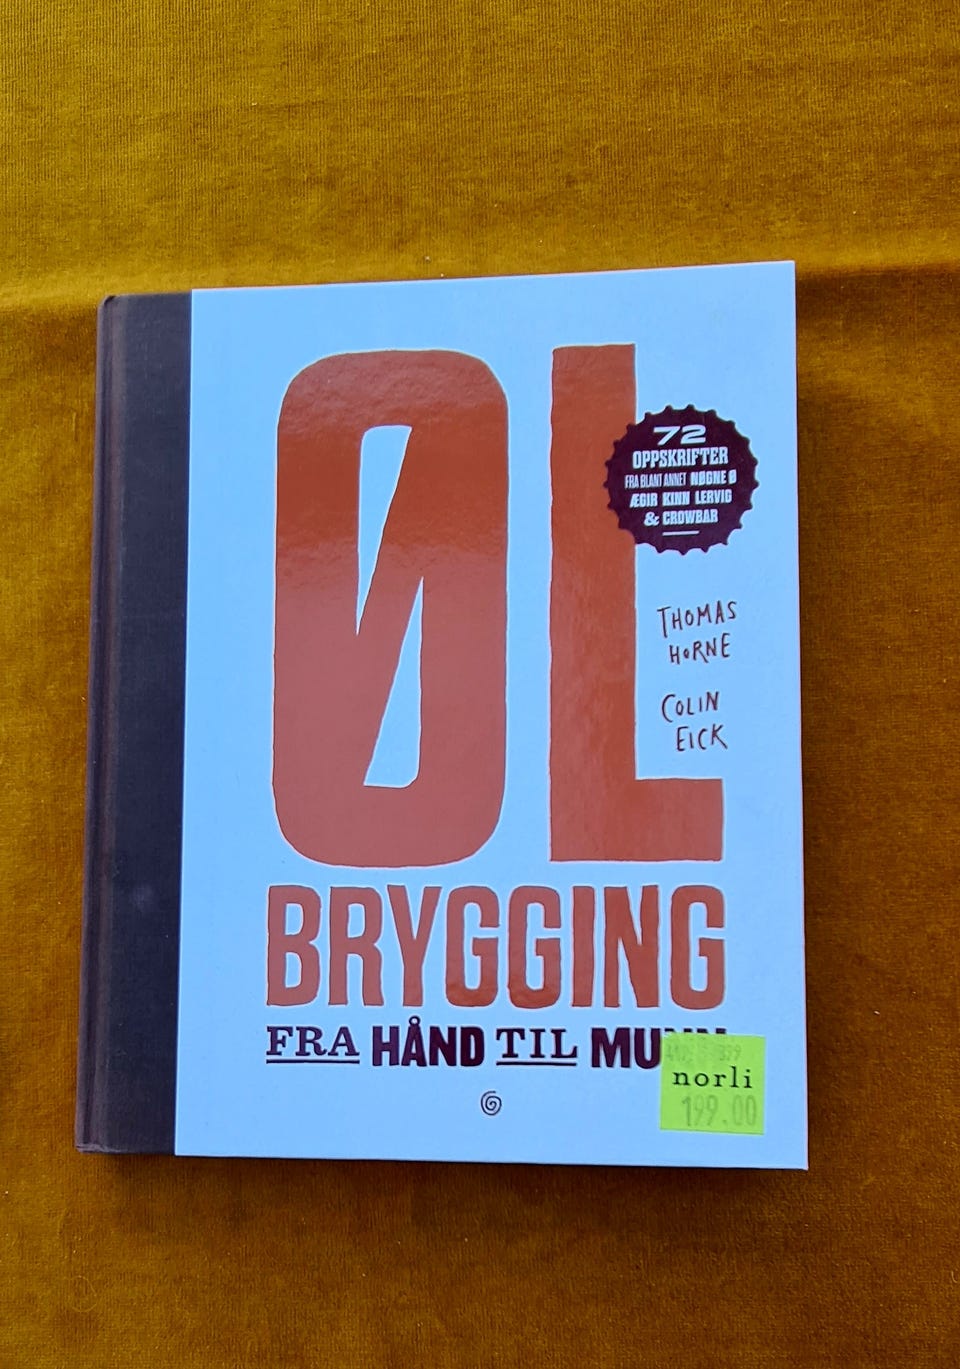 ØL
72
OPPSKRIFTER
FRA BLANT ANNET NØGNE Ø
ÆGIR KINN LERVIG
& CROWBAR
THOMAS
HORNE
COLIN
EICK
BRYGGING
FRA HÅND TIL MUNN
norli
199.00